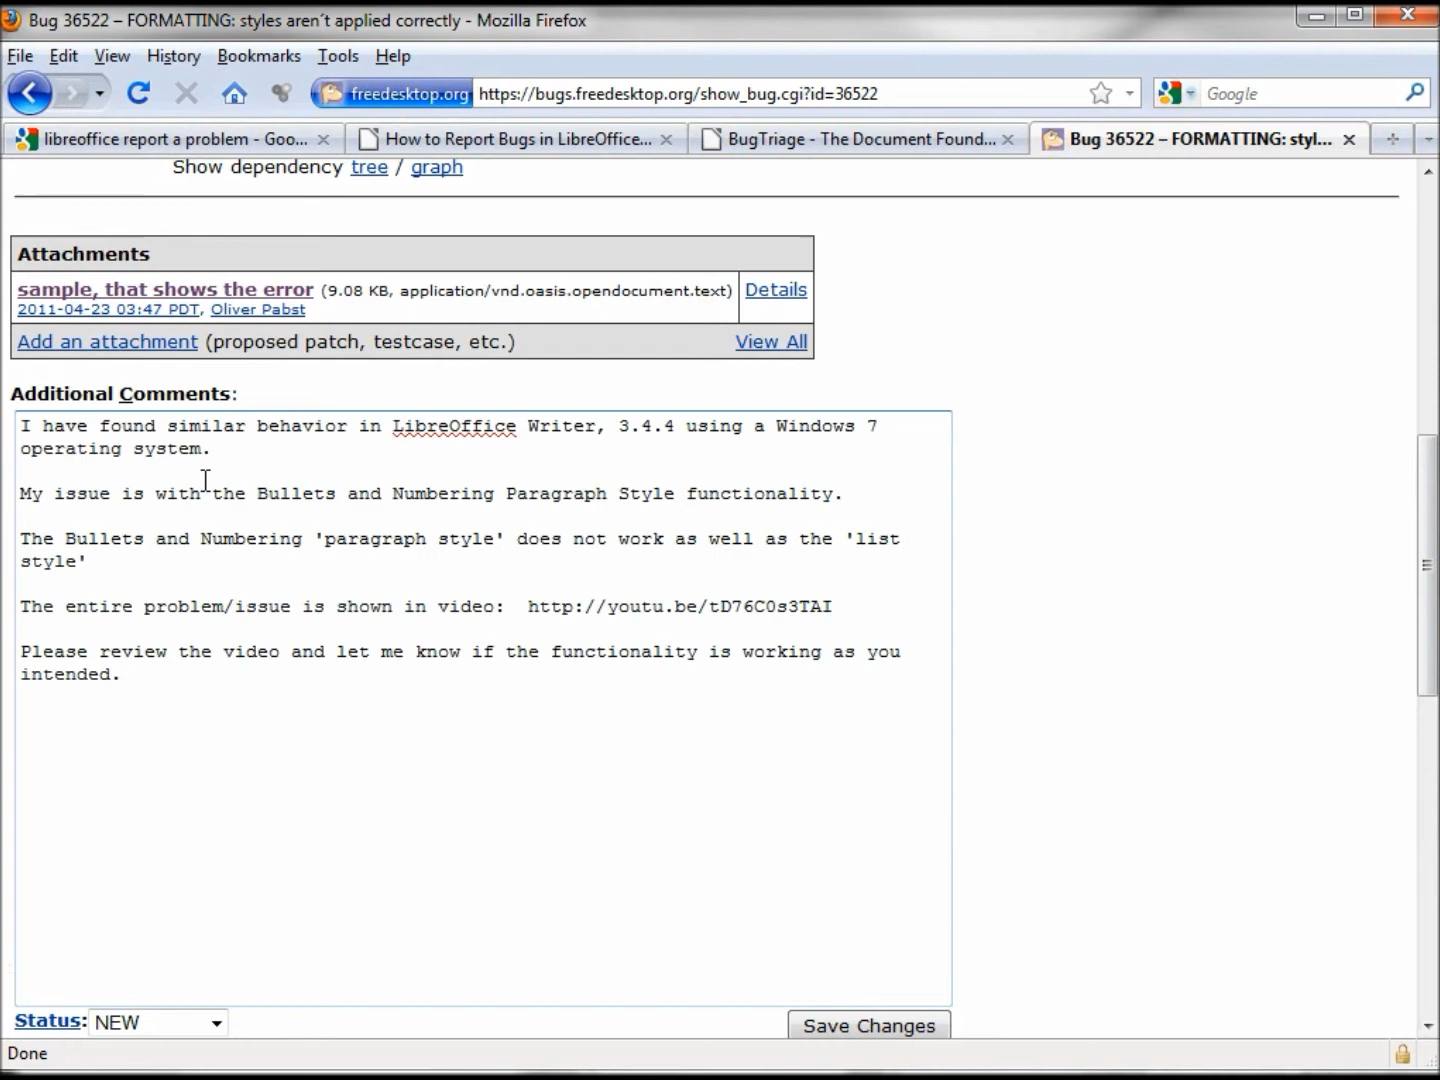 Bug 36522 – FORMATTING: styles aren´t applied correctly - Mozilla Firefox
File Edit View History Bookmarks Tools Help
freedesktop.org https://bugs.freedesktop.org/show_bug.cgi?id=36522 Google
libreoffice report a problem - Goo... How to Report Bugs in LibreOffice... BugTriage - The Document Found... Bug 36522 – FORMATTING: styl...
Show dependency tree / graph
Attachments
sample, that shows the error (9.08 KB, application/vnd.oasis.opendocument.text) Details
2011-04-23 03:47 PDT, Oliver Pabst
Add an attachment (proposed patch, testcase, etc.) View All
Additional Comments:
I have found similar behavior in LibreOffice Writer, 3.4.4 using a Windows 7
operating system.
My issue is with the Bullets and Numbering Paragraph Style functionality.
The Bullets and Numbering 'paragraph style' does not work as well as the 'list
style'
The entire problem/issue is shown in video:  http://youtu.be/tD76C0s3TAI
Please review the video and let me know if the functionality is working as you
intended.
Status: NEW Save Changes
Done